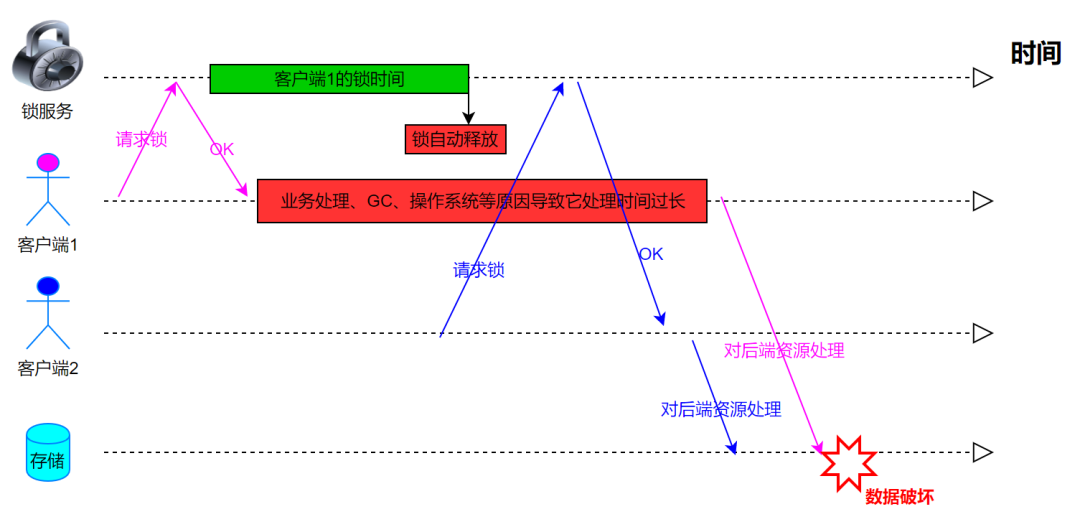 时间
客户端1的锁时间
锁服务
锁自动释放
请求锁
OK
业务处理、GC、操作系统等原因导致它处理时间过长
客户端1
请求锁
OK
客户端2
对后端资源处理
对后端资源处理
存储
数据破坏